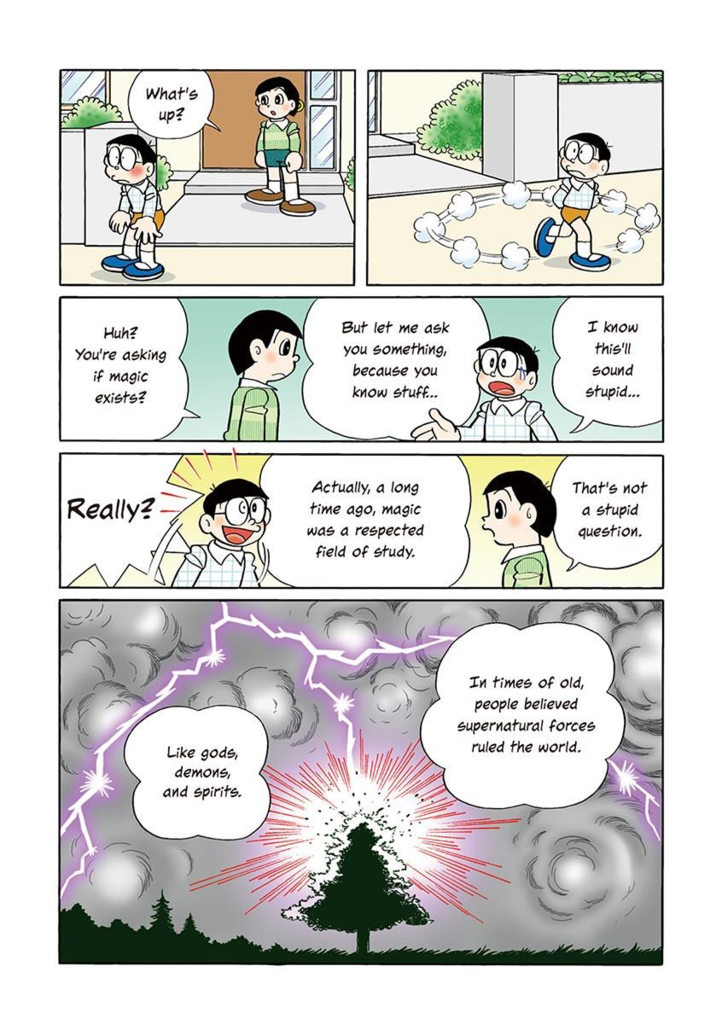 What's
up?
I know
this'll
sound
stupid...
But let me ask
you something,
because you
know stuff...
Huh?
You're asking
if magic
exists?
That's not
a stupid
question.
Actually, a long
time ago, magic
was a respected
field of study.
Really?
In times of old,
people believed
supernatural forces
ruled the world.
Like gods,
demons,
and spirits.